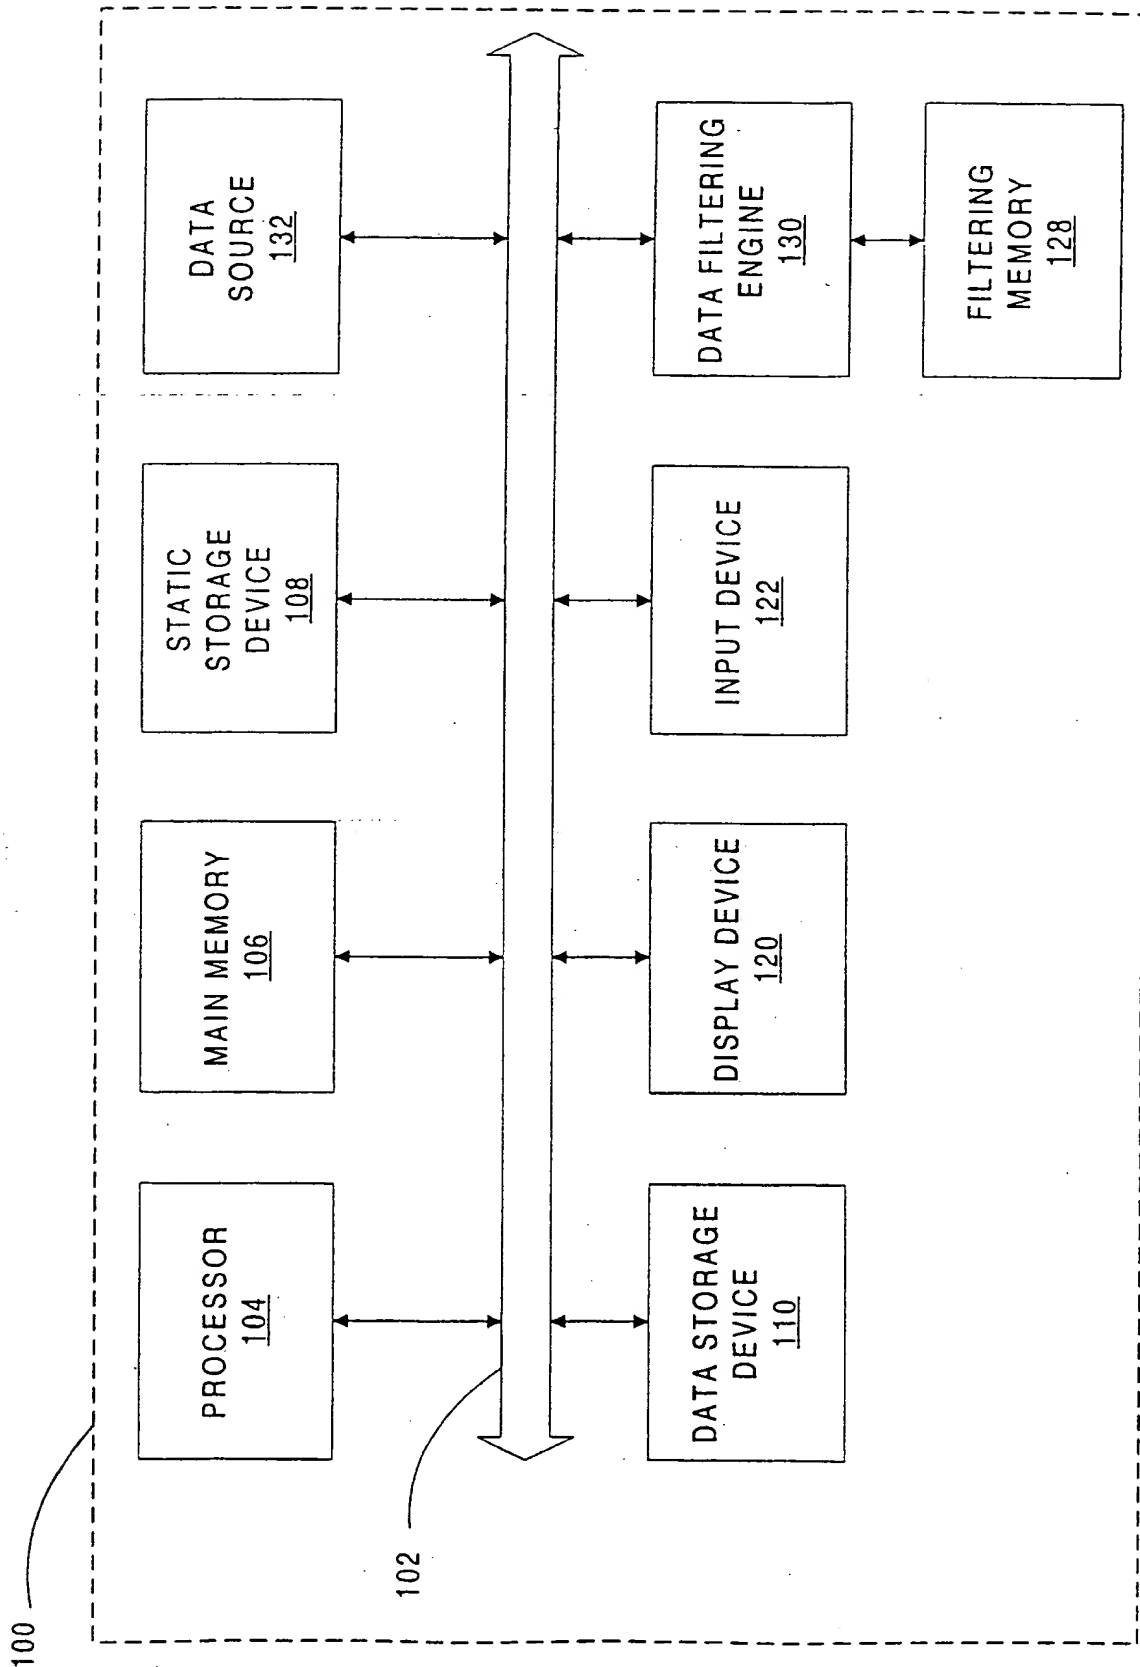 100
PROCESSOR
104
MAIN MEMORY
106
STATIC
STORAGE
DEVICE
108
DATA
SOURCE
132
102
DATA STORAGE
DEVICE
110
DISPLAY DEVICE
120
INPUT DEVICE
122
DATA FILTERING
ENGINE
130
FILTERING
MEMORY
128